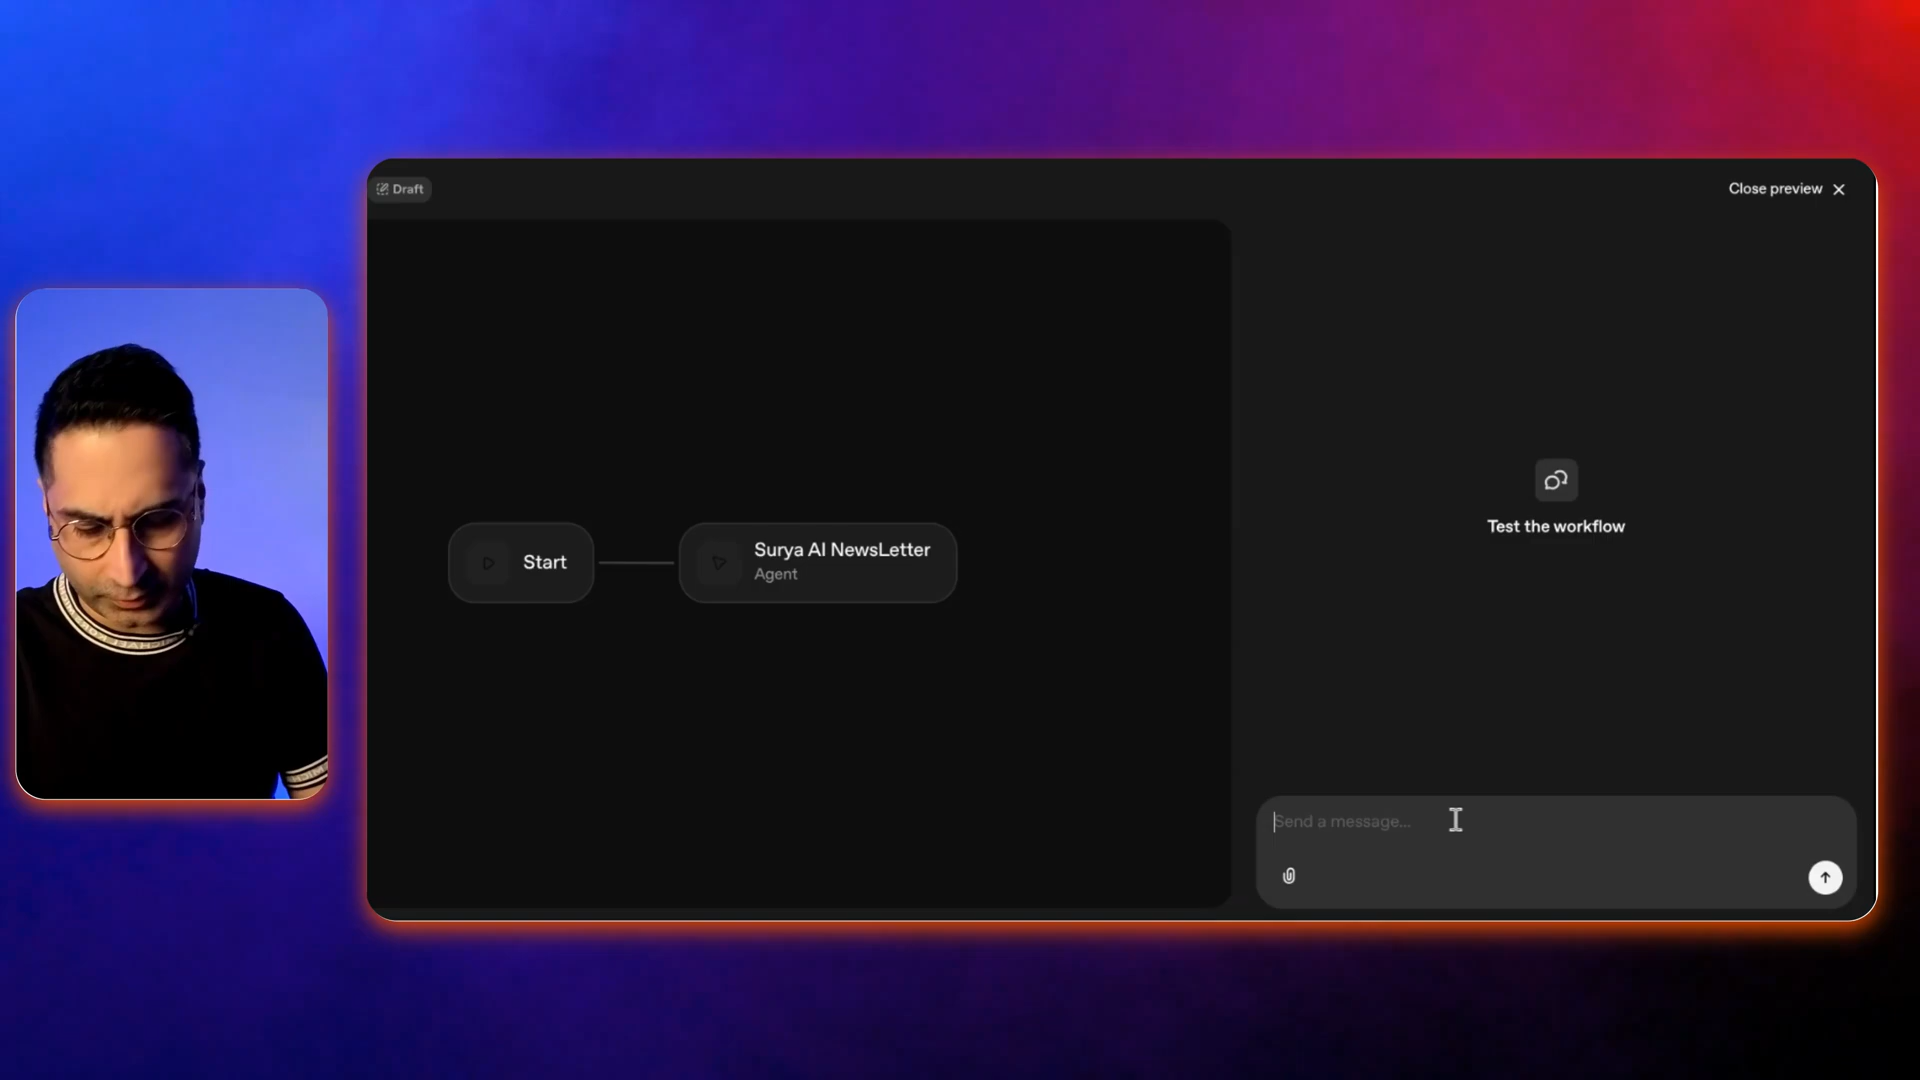 Draft
Close preview
Start
Surya AI NewsLetter
Agent
Test the workflow
Send a message...